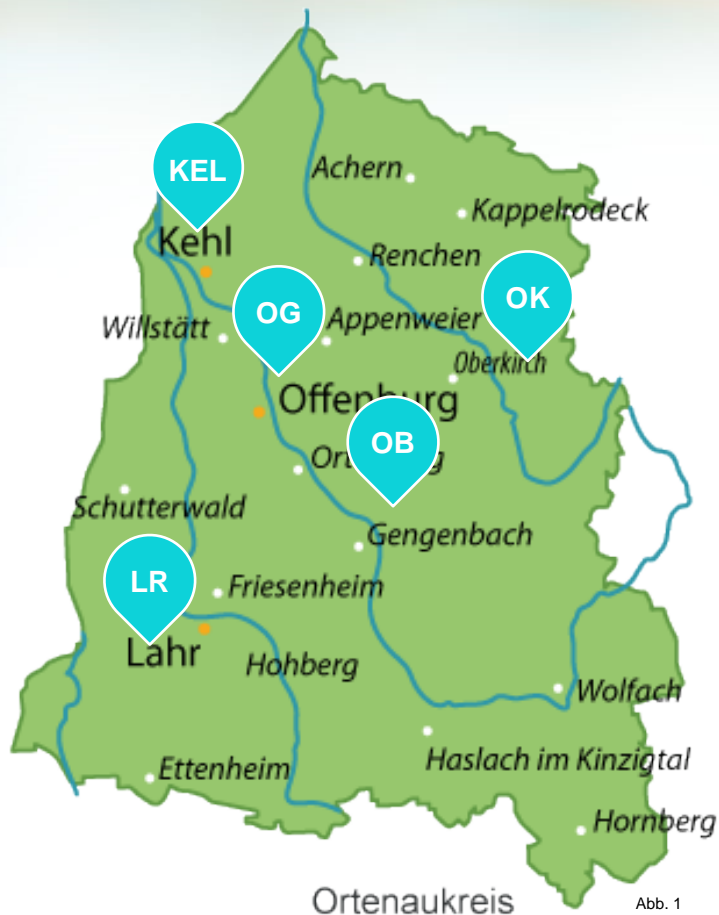 Achern
KEL
Kappelrodeck
Kehl
Renchen
OK
OG
Appenweier
Willstätt
Oberkirch
Offenburg
OB
Schutterwald
Gengenbach
LR
Friesenheim
Lahr
Hohberg
Wolfach
Haslach im Kinzigtal
Ettenheim
Hornberg
Ortenaukreis
Abb. 1